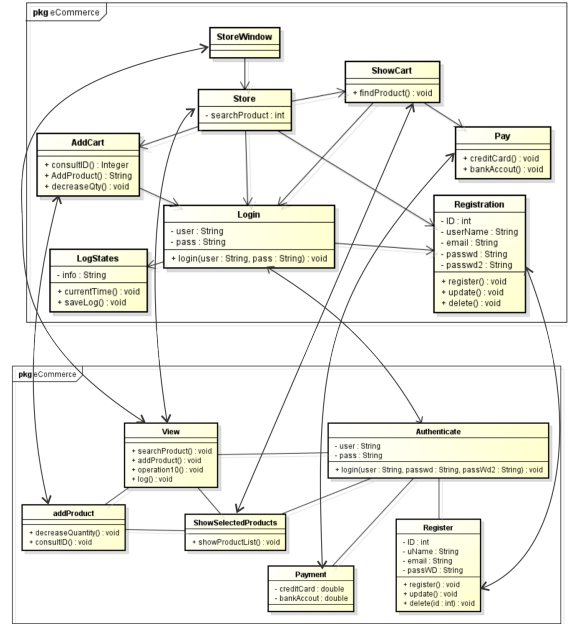 pkg eCommerce
StoreWindow
ShowCart
+ findProduct() : void
Store
- searchProduct : int
AddCart
+ consultID() : Integer
+ AddProduct() : String
+ decreaseQty() : void
Pay
+ creditCard() : void
+ bankAccout() : void
Login
- user : String
- pass : String
+ login(user : String, pass : String) : void
Registration
- ID : int
- userName : String
- email : String
- passwd : String
- passwd2 : String
+ register() : void
+ update() : void
+ delete() : void
LogStates
- info : String
+ currentTime() : void
+ saveLog() : void
pkg eCommerce
View
+ searchProduct() : void
+ addProduct() : void
+ operation10() : void
+ log() : void
Authenticate
- user : String
- pass : String
+ login(user : String, passwd : String, passWd2 : String) : void
addProduct
+ decreaseQuantity() : void
+ consultID() : void
ShowSelectedProducts
+ showProductList() : void
Register
- ID : int
- uName : String
- email : String
- passWD : String
+ register() : void
+ update() : void
+ delete(id : int) : void
Payment
- creditCard : double
- bankAccout : double